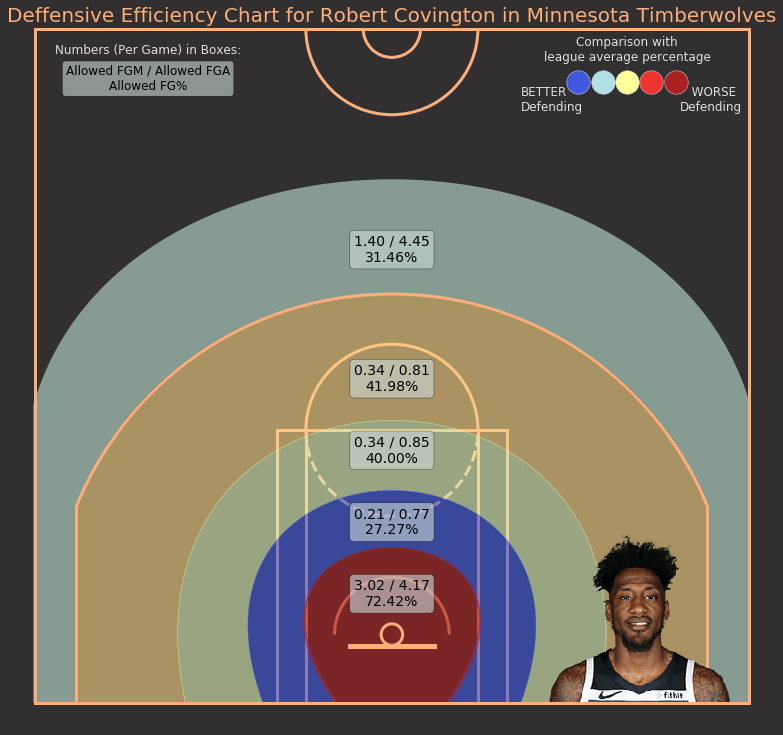 Deffensive Efficiency Chart for Robert Covington in Minnesota Timberwolves
Numbers (Per Game) in Boxes:
Allowed FGM / Allowed FGA
Allowed FG%
Comparison with
league average percentage
BETTER
Defending
WORSE
Defending
1.40 / 4.45
31.46%
0.34 / 0.81
41.98%
0.34 / 0.85
40.00%
0.21 / 0.77
27.27%
3.02 / 4.17
72.42%
fitbit